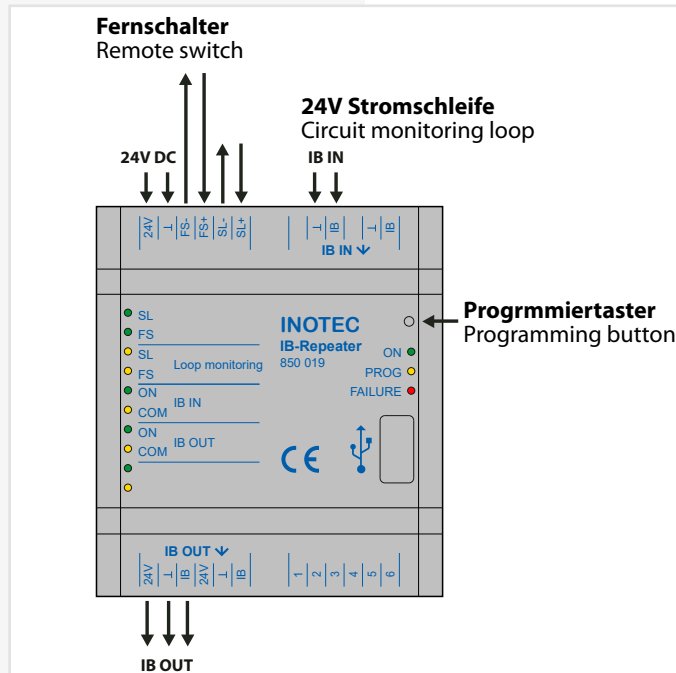 Fernschalter
Remote switch
24V Stromschleife
Circuit monitoring loop
24V DC
IB IN
24V
⊥
FS-
FS+
SL-
SL+
⊥
IB
⊥
IB
IB IN
SL
FS
SL
FS
Loop monitoring
ON
COM
IB IN
ON
COM
IB OUT
INOTEC
IB-Repeater
850 019
ON
PROG
FAILURE
CE
Progrmmiertaster
Programming button
IB OUT
24V
⊥
IB
24V
⊥
IB
1
2
3
4
5
6
IB OUT